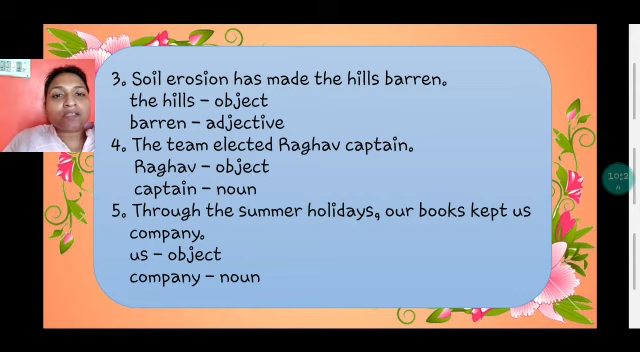 3. Soil erosion has made the hills barren.
the hills – object
barren – adjective
4. The team elected Raghav captain.
Raghav – object
captain – noun
5. Through the summer holidays, our books kept us
company.
us – object
company – noun